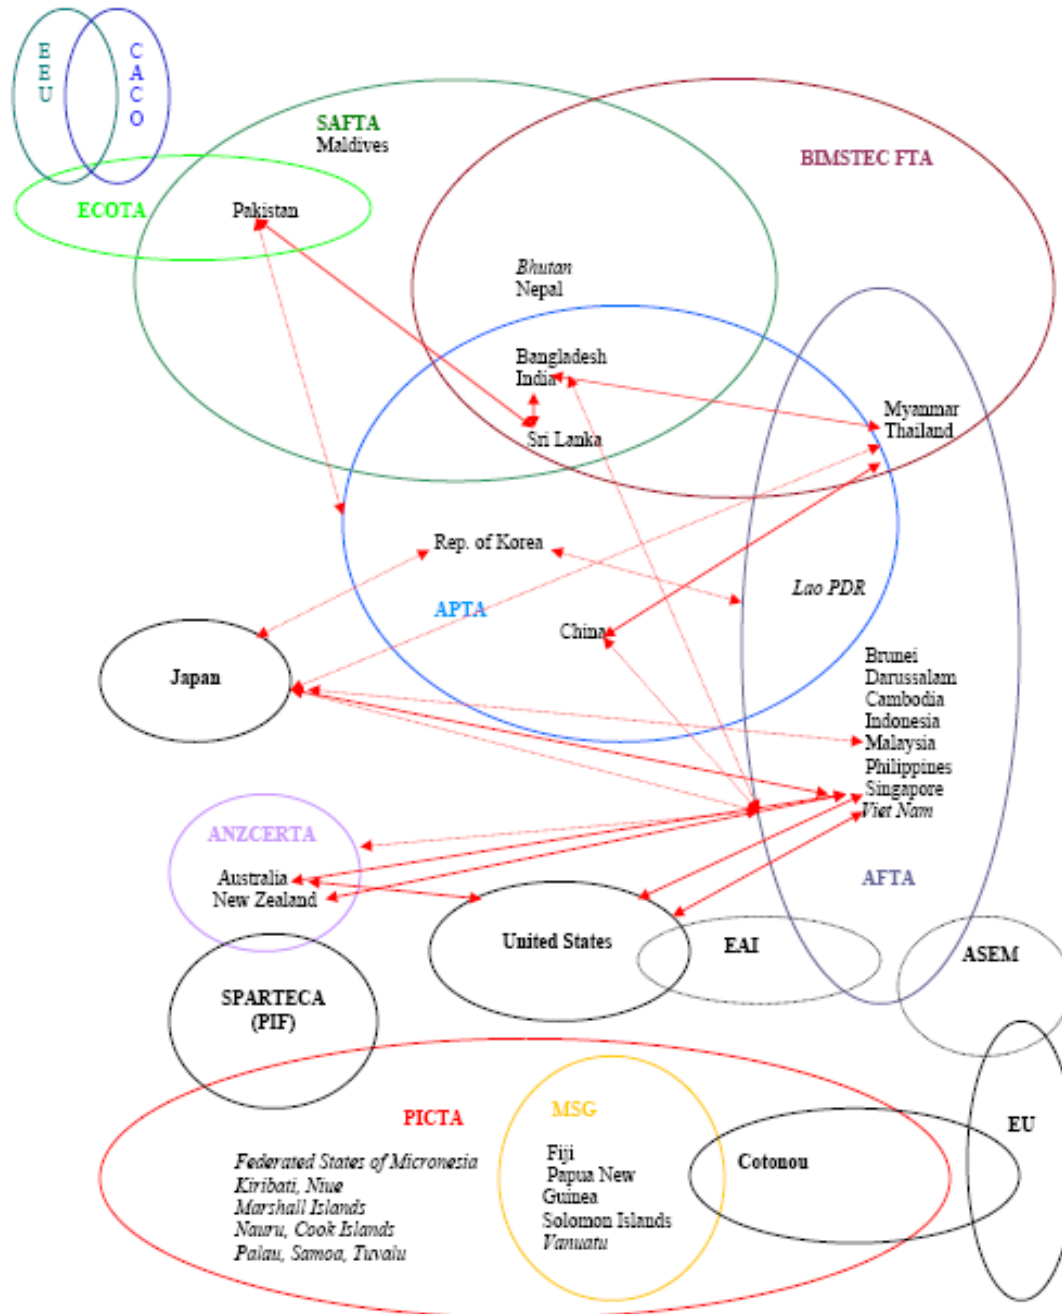 E
E
U
C
A
C
O
SAFTA
Maldives
BIMSTEC FTA
ECOTA
Pakistan
Bhutan
Nepal
Bangladesh
India
Sri Lanka
Myanmar
Thailand
Rep. of Korea
APTA
China
Lao PDR
Japan
Brunei
Darussalam
Cambodia
Indonesia
Malaysia
Philippines
Singapore
Viet Nam
AFTA
ANZCERTA
Australia
New Zealand
United States
EAI
ASEM
SPARTECA
(PIF)
PICTA
Federated States of Micronesia
Kiribati, Niue
Marshall Islands
Nauru, Cook Islands
Palau, Samoa, Tuvalu
MSG
Fiji
Papua New
Guinea
Solomon Islands
Vanuatu
Cotonou
EU